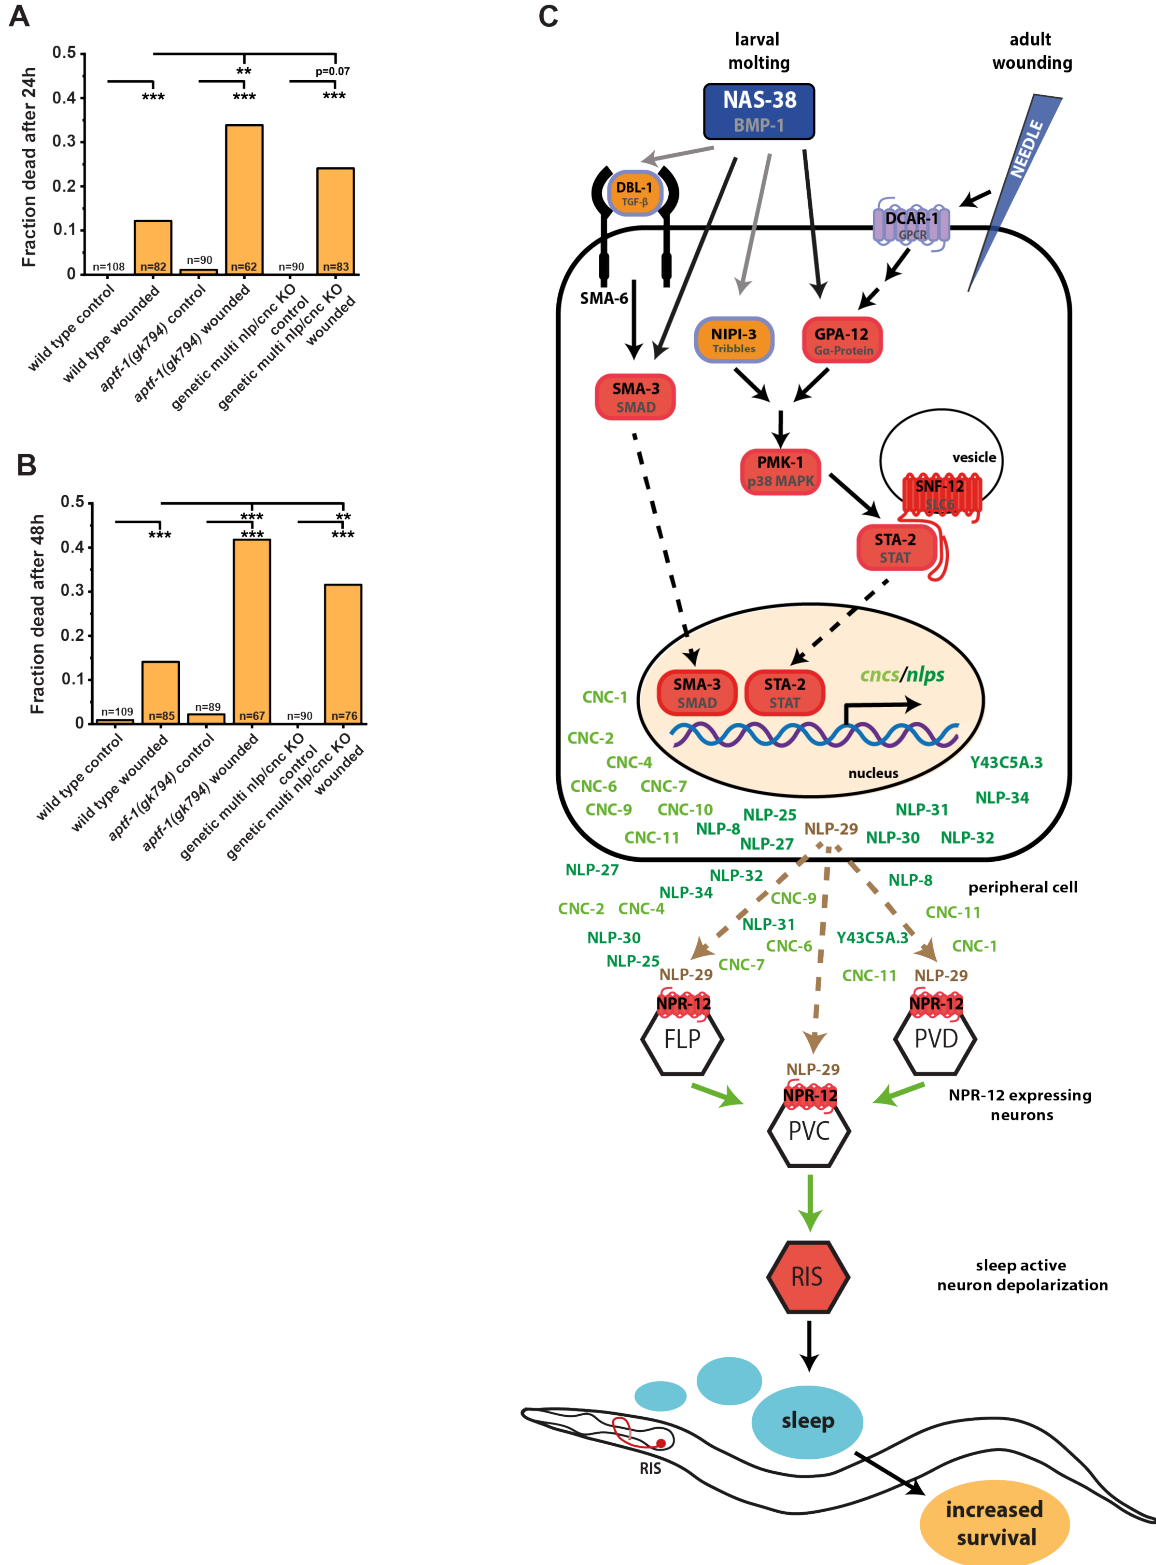 A
0.5
0.4
0.3
0.2
0.1
0
Fraction dead after 24h
**
p=0.07
***
***
***
n=108
n=82
n=90
n=62
n=90
n=83
wild type control
wild type wounded
aptf-1(gk794) control
aptf-1(gk794) wounded
genetic multi nlp/cnc KO
control
genetic multi nlp/cnc KO
wounded
B
0.5
0.4
0.3
0.2
0.1
0
Fraction dead after 48h
***
**
***
***
***
n=109
n=85
n=89
n=67
n=90
n=76
wild type control
wild type wounded
aptf-1(gk794) control
aptf-1(gk794) wounded
genetic multi nlp/cnc KO
control
genetic multi nlp/cnc KO
wounded
C
larval
molting
adult
wounding
NAS-38
BMP-1
NEEDLE
DBL-1
TGF-β
DCAR-1
GPCR
SMA-6
NIPI-3
Tribbles
GPA-12
Gα-Protein
SMA-3
SMAD
PMK-1
p38 MAPK
vesicle
SNF-12
SLC6
STA-2
STAT
SMA-3
SMAD
STA-2
STAT
cncs/nlps
nucleus
CNC-1
CNC-2
CNC-4
CNC-6
CNC-7
CNC-9
CNC-10
CNC-11
NLP-8
NLP-25
NLP-27
NLP-29
NLP-30
NLP-31
NLP-32
NLP-34
Y43C5A.3
NLP-27
NLP-32
NLP-8
peripheral cell
NLP-34
CNC-9
CNC-2
CNC-4
CNC-11
NLP-31
NLP-30
Y43C5A.3
CNC-6
CNC-1
NLP-25
CNC-7
NLP-29
CNC-11
NLP-29
NPR-12
FLP
NPR-12
PVD
NLP-29
NPR-12
PVC
NPR-12 expressing
neurons
RIS
sleep active
neuron depolarization
sleep
RIS
increased
survival